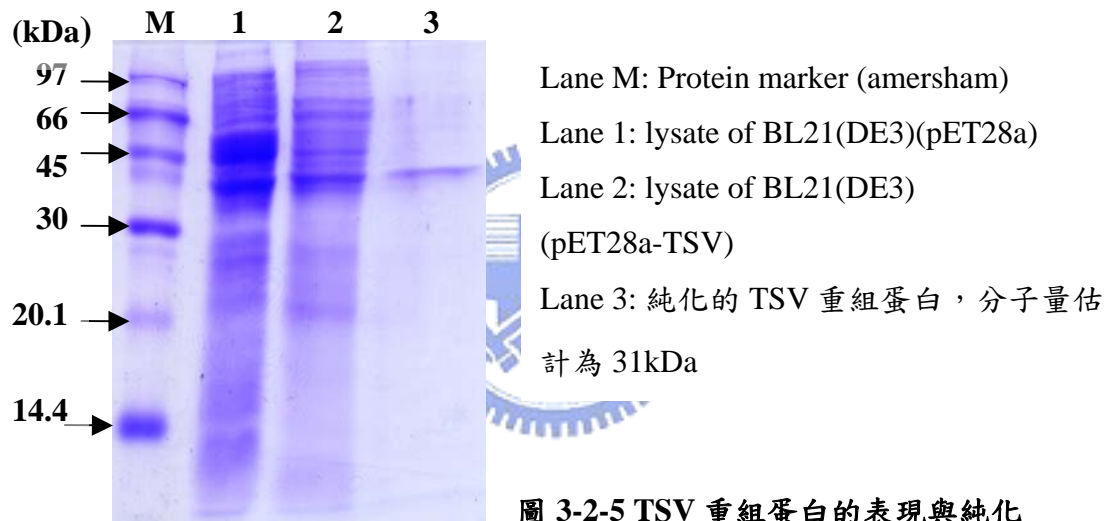 (kDa) M 1 2 3
97
66
45
30
20.1
14.4
Lane M: Protein marker (amersham)
Lane 1: lysate of BL21(DE3)(pET28a)
Lane 2: lysate of BL21(DE3)
(pET28a-TSV)
Lane 3: 純化的 TSV 重組蛋白，分子量估
計為 31kDa
圖 3-2-5 TSV 重組蛋白的表現與純化